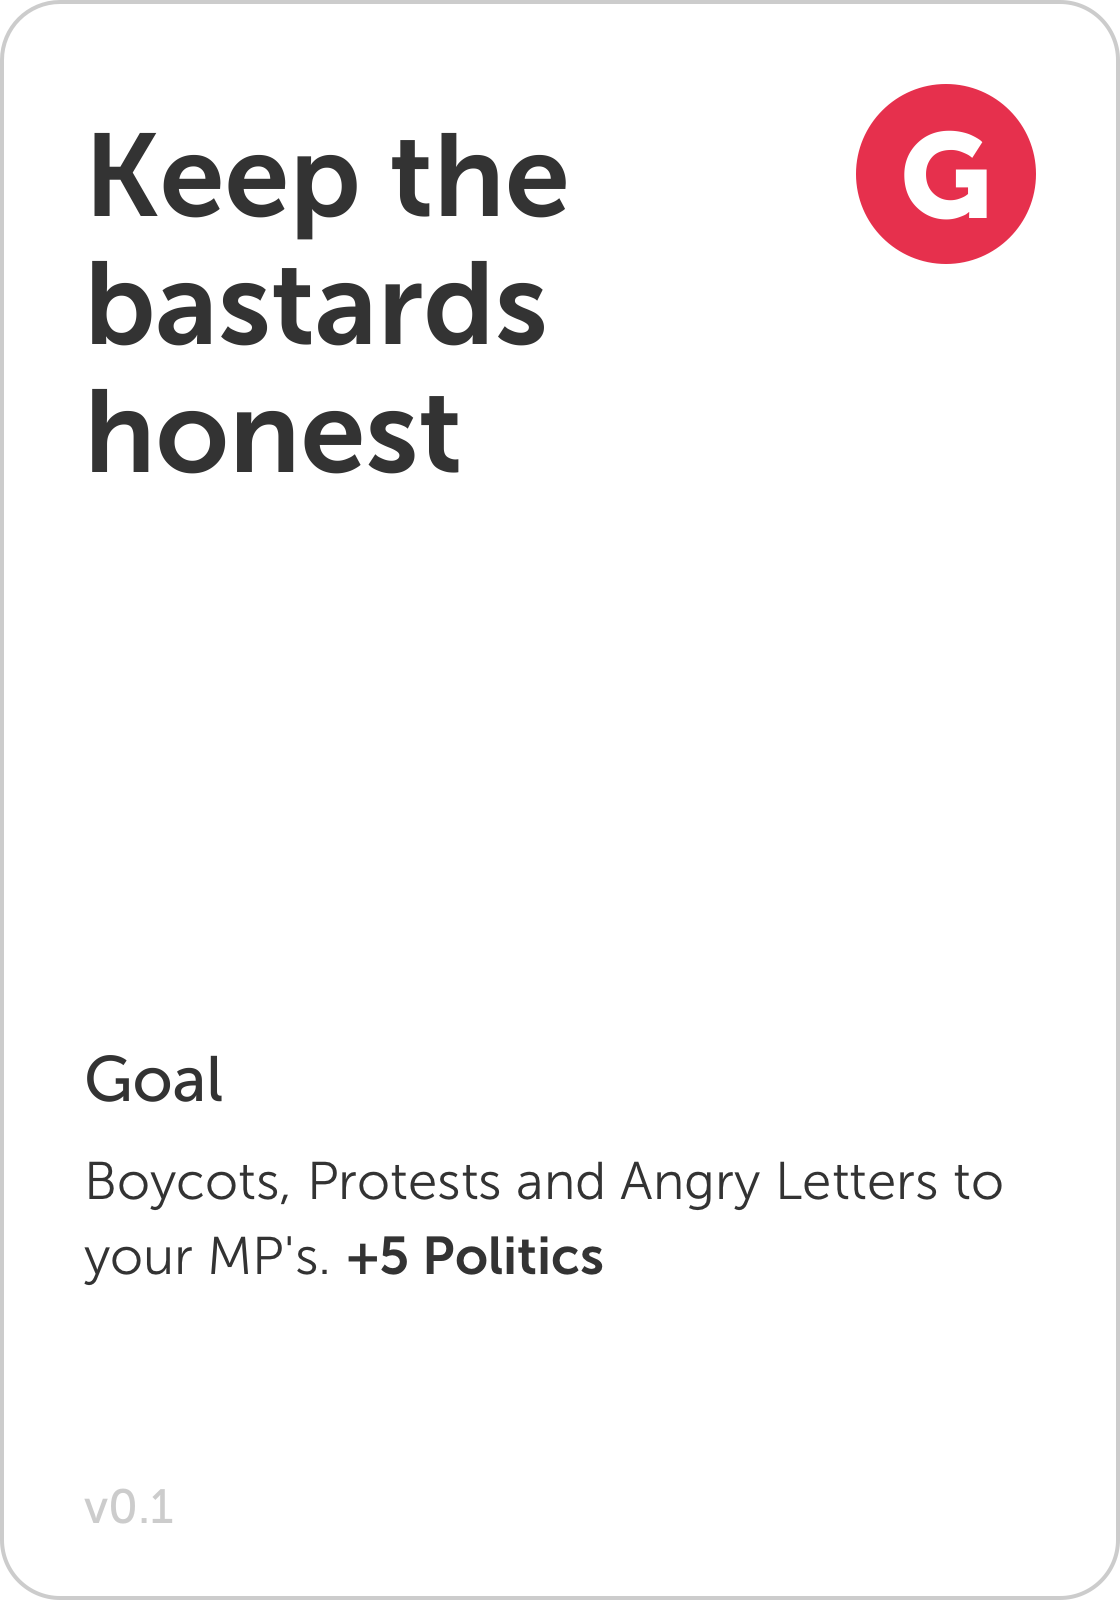 Keep the
bastards
honest
G
Goal
Boycots, Protests and Angry Letters to
your MP's. +5 Politics
v0.1